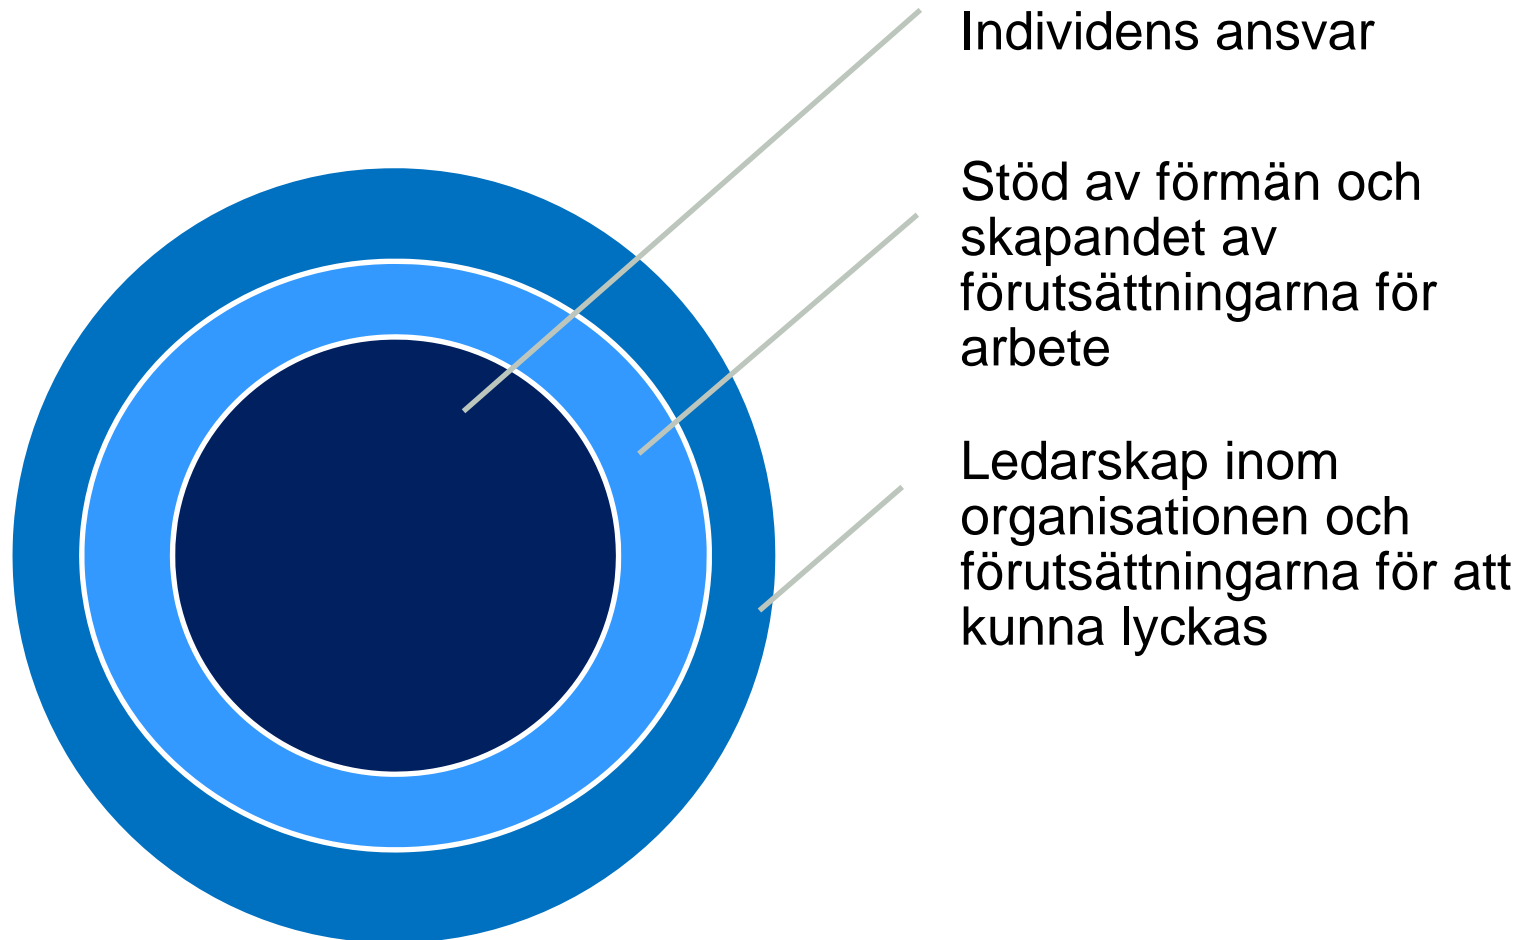 Individens ansvar
Stöd av förmän och
skapandet av
förutsättningarna för
arbete
Ledarskap inom
organisationen och
förutsättningarna för att
kunna lyckas